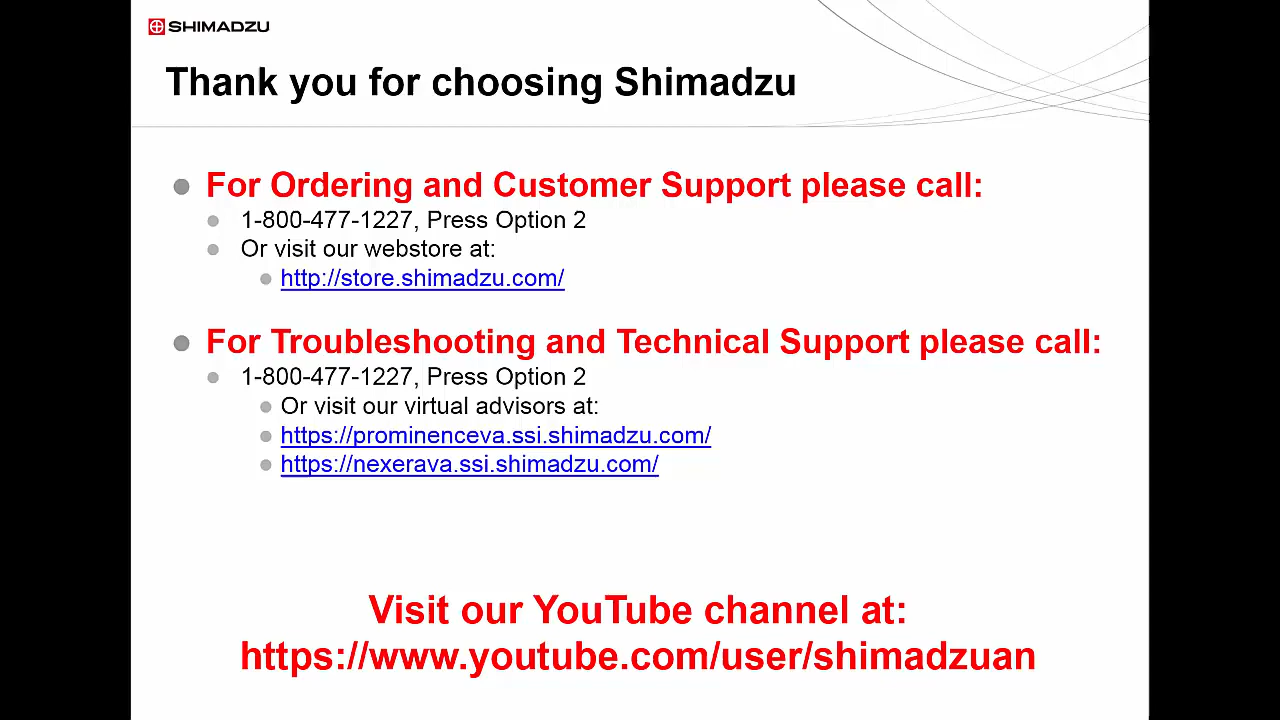 SHIMADZU
Thank you for choosing Shimadzu
For Ordering and Customer Support please call:
1-800-477-1227, Press Option 2
Or visit our webstore at:
http://store.shimadzu.com/
For Troubleshooting and Technical Support please call:
1-800-477-1227, Press Option 2
Or visit our virtual advisors at:
https://prominenceva.ssi.shimadzu.com/
https://nexerava.ssi.shimadzu.com/
Visit our YouTube channel at:
https://www.youtube.com/user/shimadzuan